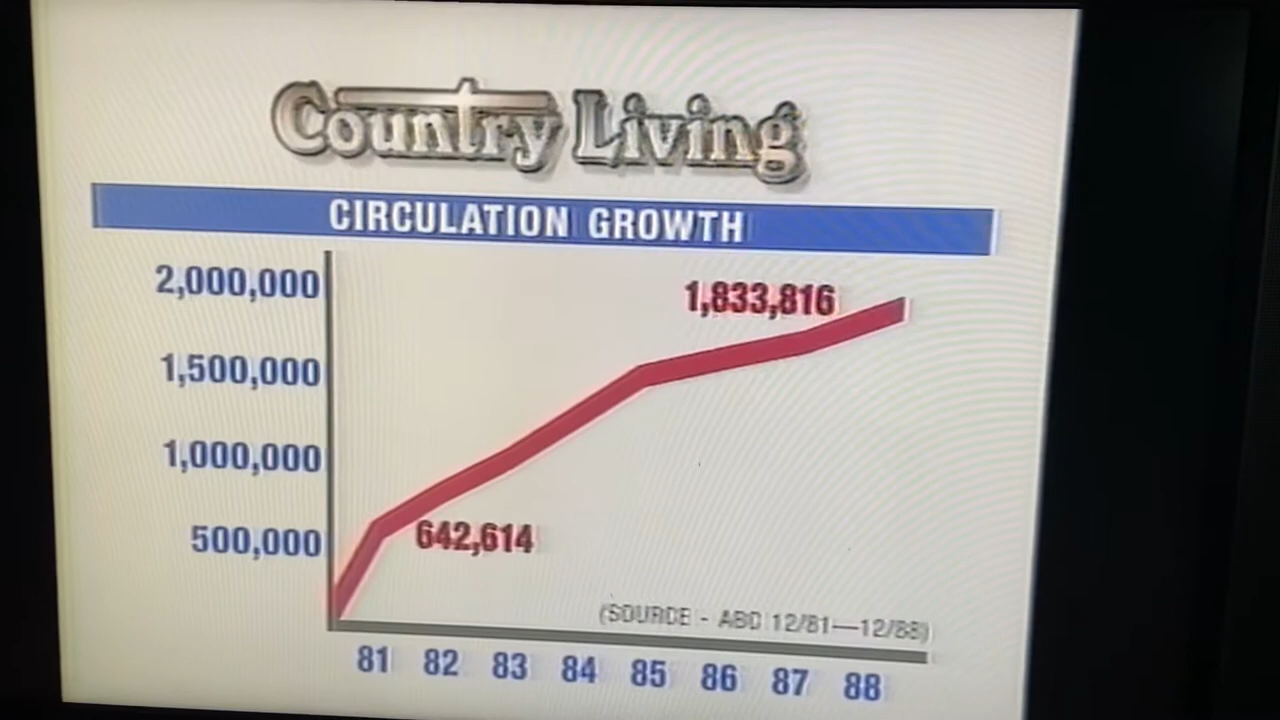 Country Living
CIRCULATION GROWTH
2,000,000
1,833,816
1,500,000
1,000,000
500,000
642,614
(SOURCE - ABC 12/81—12/88)
81 82 83 84 85 86 87 88